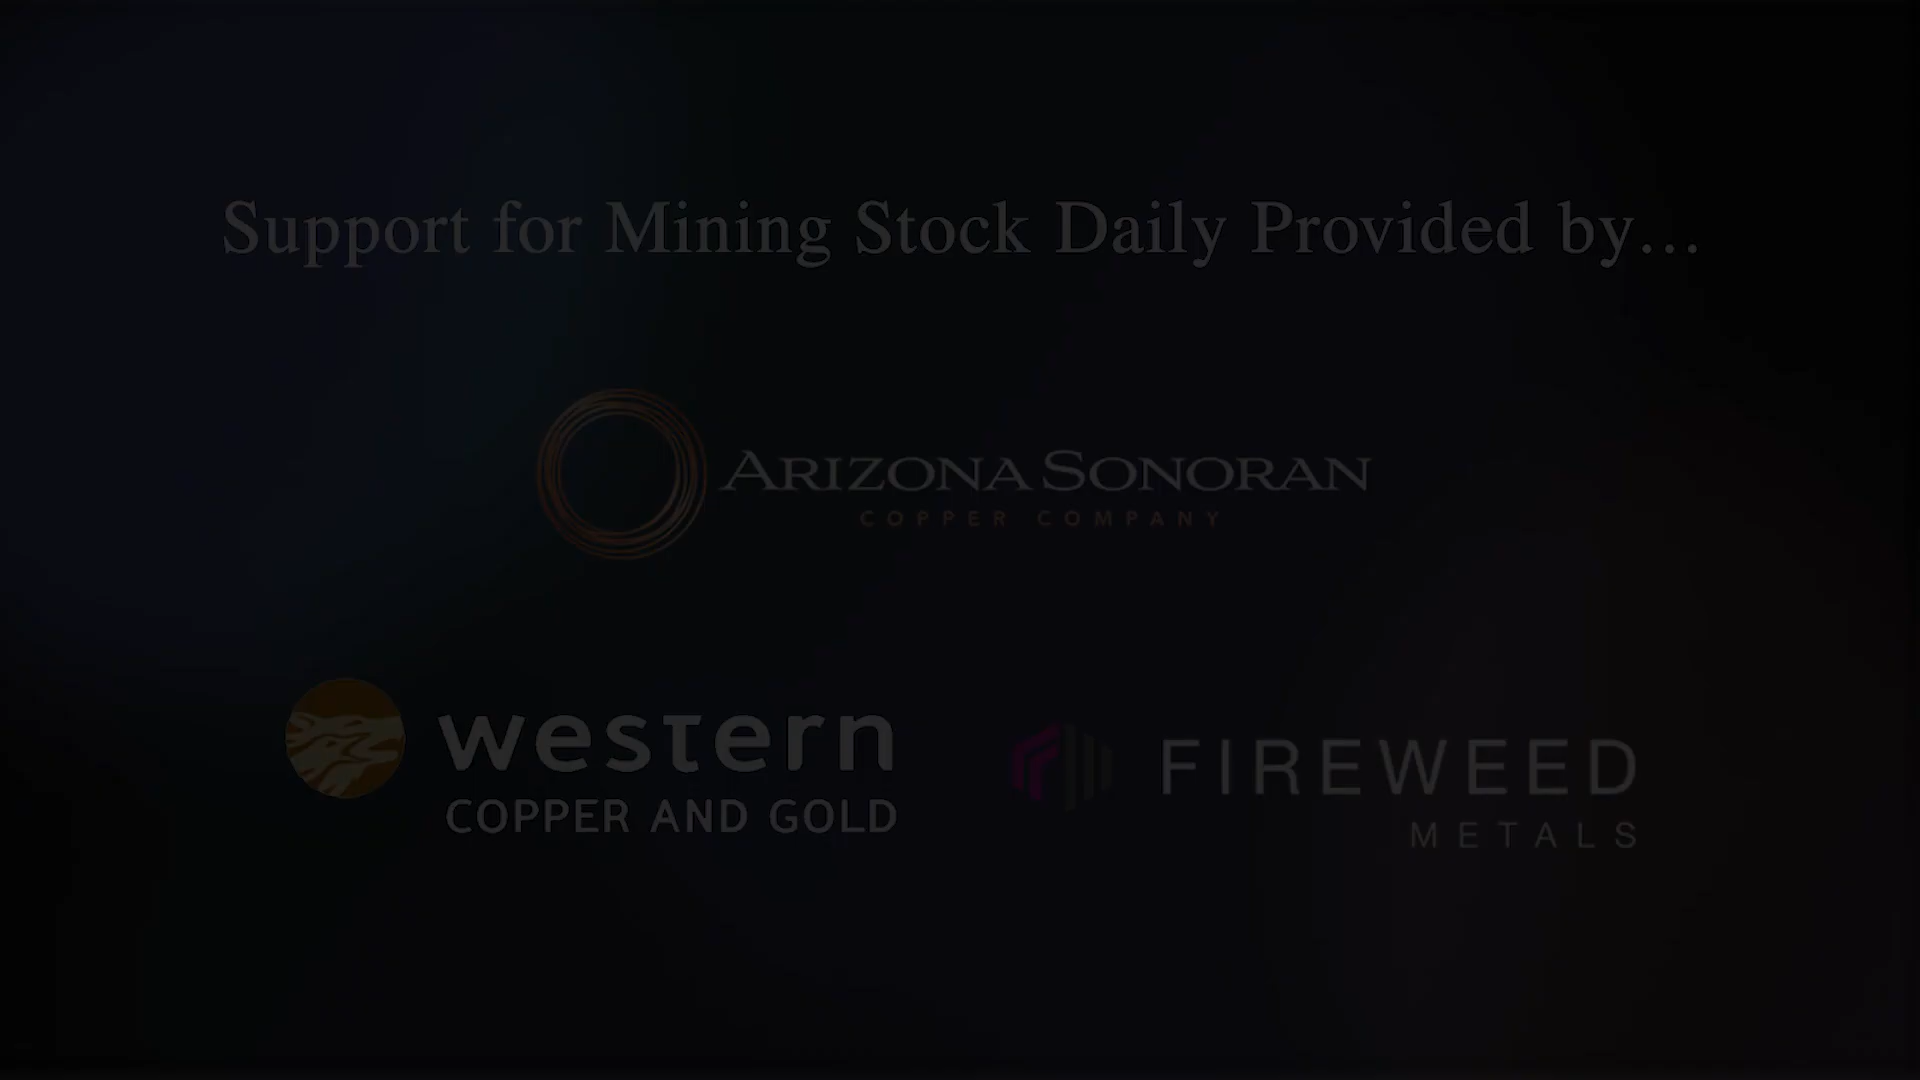 Support for Mining Stock Daily Provided by...
ARIZONA SONORAN
COPPER COMPANY
western
COPPER AND GOLD
FIREWEED
METALS